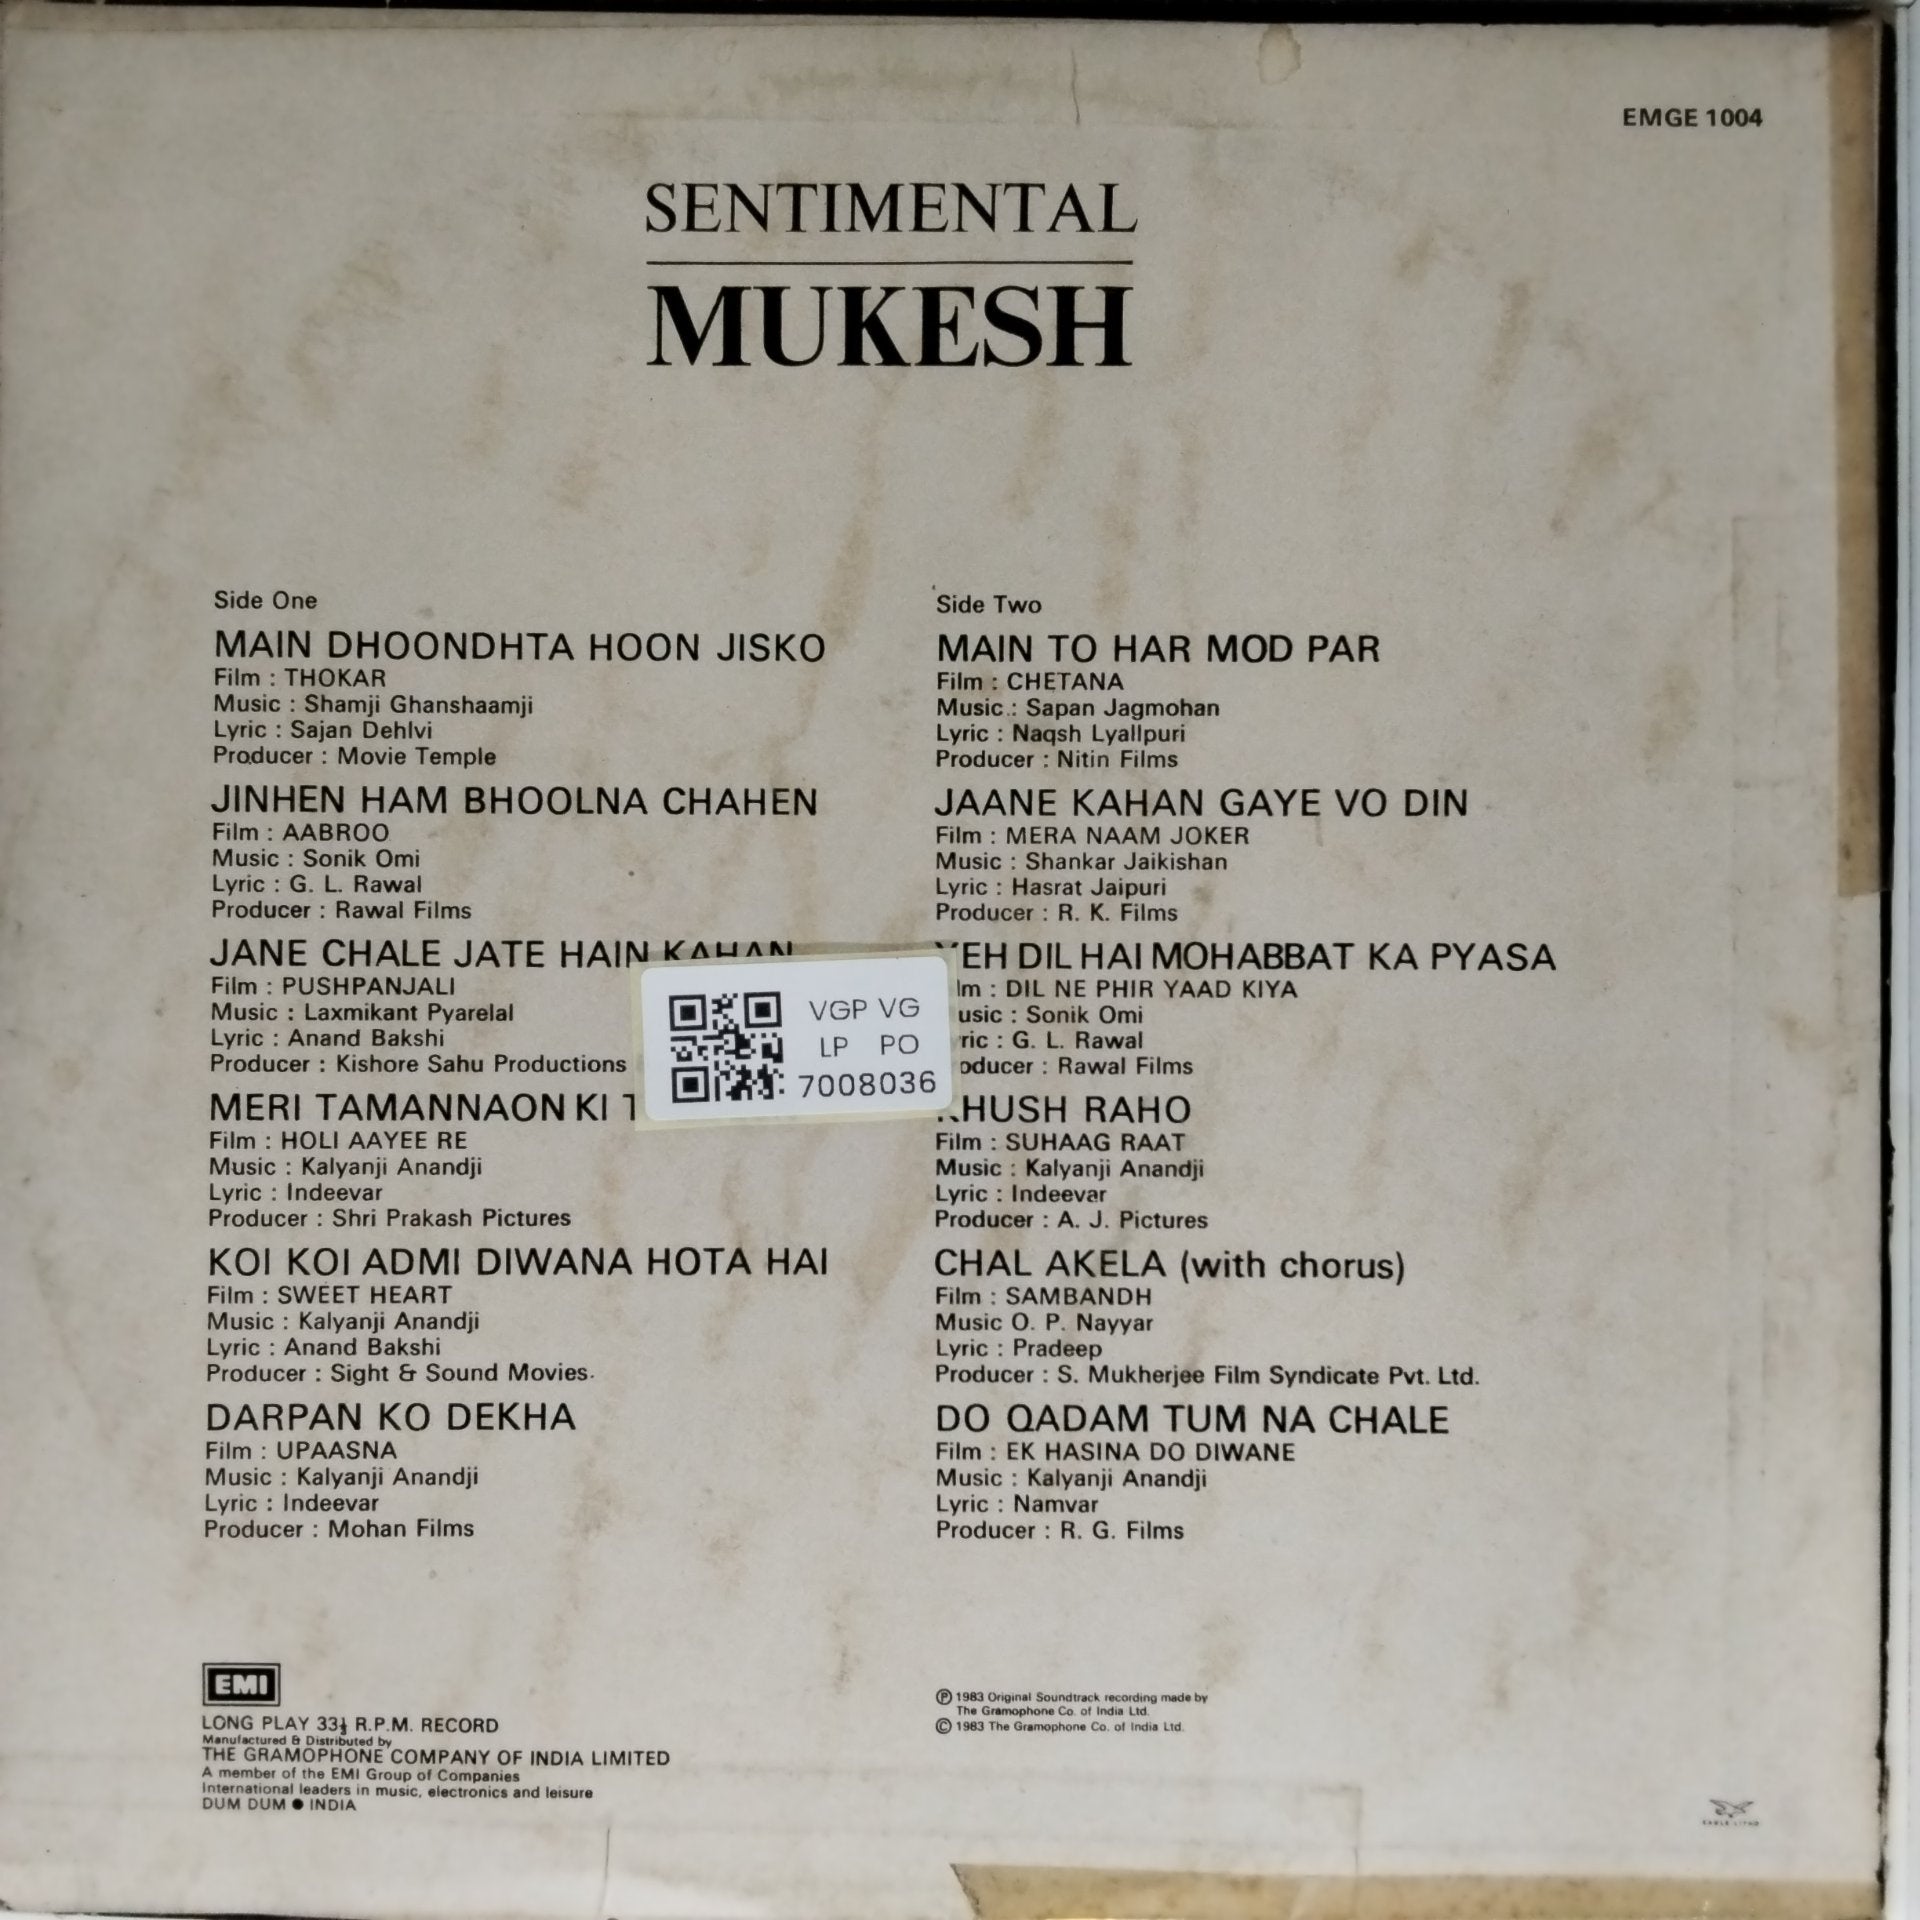 EMGE 1004
SENTIMENTAL
MUKESH
Side One
MAIN DHOONDHTA HOON JISKO
Film : THOKAR
Music : Shamji Ghanshaamji
Lyric : Sajan Dehlvi
Producer : Movie Temple
JINHEN HAM BHOOLNA CHAHEN
Film : AABROO
Music : Sonik Omi
Lyric : G. L. Rawal
Producer : Rawal Films
JANE CHALE JATE HAIN KAHAN
Film : PUSHPANJALI
Music : Laxmikant Pyarelal
Lyric : Anand Bakshi
Producer : Kishore Sahu Productions
MERI TAMANNAON KI
Film : HOLI AAYEE RE
Music : Kalyanji Anandji
Lyric : Indeevar
Producer : Shri Prakash Pictures
KOI KOI ADMI DIWANA HOTA HAI
Film : SWEET HEART
Music : Kalyanji Anandji
Lyric : Anand Bakshi
Producer : Sight & Sound Movies.
DARPAN KO DEKHA
Film : UPAASNA
Music : Kalyanji Anandji
Lyric : Indeevar
Producer : Mohan Films
Side Two
MAIN TO HAR MOD PAR
Film : CHETANA
Music : Sapan Jagmohan
Lyric : Naqsh Lyallpuri
Producer : Nitin Films
JAANE KAHAN GAYE VO DIN
Film : MERA NAAM JOKER
Music : Shankar Jaikishan
Lyric : Hasrat Jaipuri
Producer : R. K. Films
YEH DIL HAI MOHABBAT KA PYASA
: DIL NE PHIR YAAD KIYA
: Sonik Omi
: G. L. Rawal
: Rawal Films
KHUSH RAHO
Film : SUHAAG RAAT
Music : Kalyanji Anandji
Lyric : Indeevar
Producer : A. J. Pictures
CHAL AKELA (with chorus)
Film : SAMBANDH
Music O. P. Nayyar
Lyric : Pradeep
Producer : S. Mukherjee Film Syndicate Pvt. Ltd.
DO QADAM TUM NA CHALE
Film : EK HASINA DO DIWANE
Music : Kalyanji Anandji
Lyric : Namvar
Producer : R. G. Films
VGP VG
LP PO
7008036
EMI
LONG PLAY 33⅓ R.P.M. RECORD
Manufactured & Distributed by
THE GRAMOPHONE COMPANY OF INDIA LIMITED
A member of the EMI Group of Companies
International leaders in music, electronics and leisure
DUM DUM ● INDIA
Ⓟ 1983 Original Soundtrack recording made by
The Gramophone Co. of India Ltd.
© 1983 The Gramophone Co. of India Ltd.
EAGLE LITHO